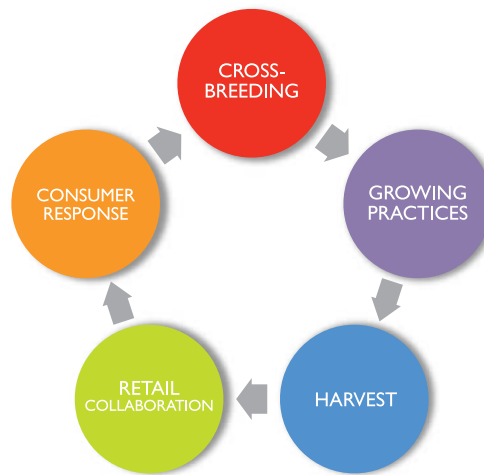 CROSS-
BREEDING
GROWING
PRACTICES
HARVEST
RETAIL
COLLABORATION
CONSUMER
RESPONSE